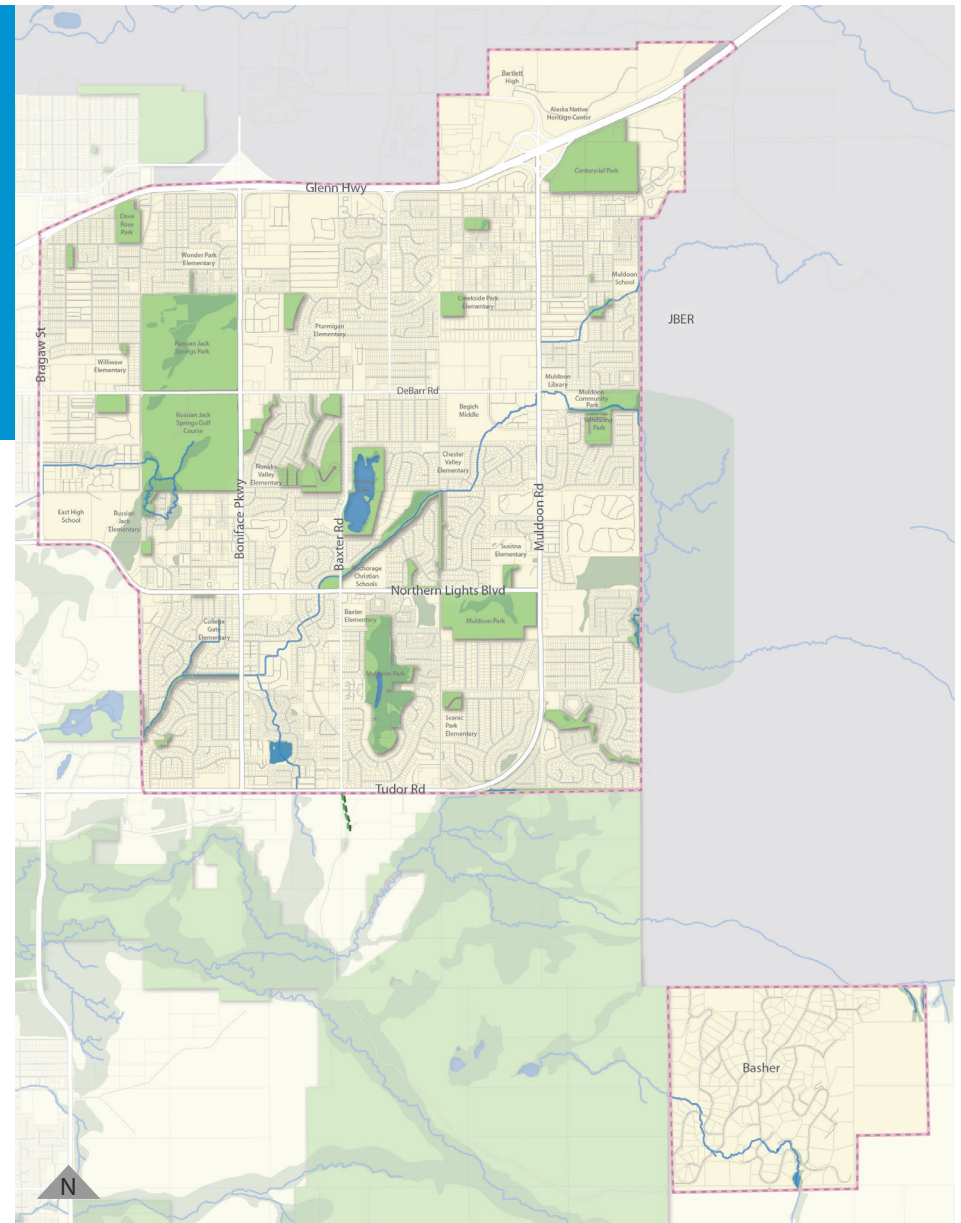 Bartlett
High
Alaska Native
Heritage Center
Centennial Park
Glenn Hwy
Dave
Rose
Park
Wonder Park
Elementary
Muldoon
School
Creekside Park
Elementary
JBER
Ptarmigan
Elementary
Russian Jack
Springs Park
Bragaw St
Williwaw
Elementary
Muldoon
Library
DeBarr Rd
Muldoon
Community
Park
Begich
Middle
Russian Jack
Springs Golf
Course
Windsong
Park
Chester
Valley
Elementary
Nunaka
Valley
Elementary
East High
School
Russian
Jack
Elementary
Boniface Pkwy
Baxter Rd
Muldoon Rd
Susitna
Elementary
Anchorage
Christian
Schools
Northern Lights Blvd
Baxter
Elementary
College
Gate
Elementary
Muldoon Park
Muldoon Park
Scenic
Park
Elementary
Tudor Rd
Basher
N